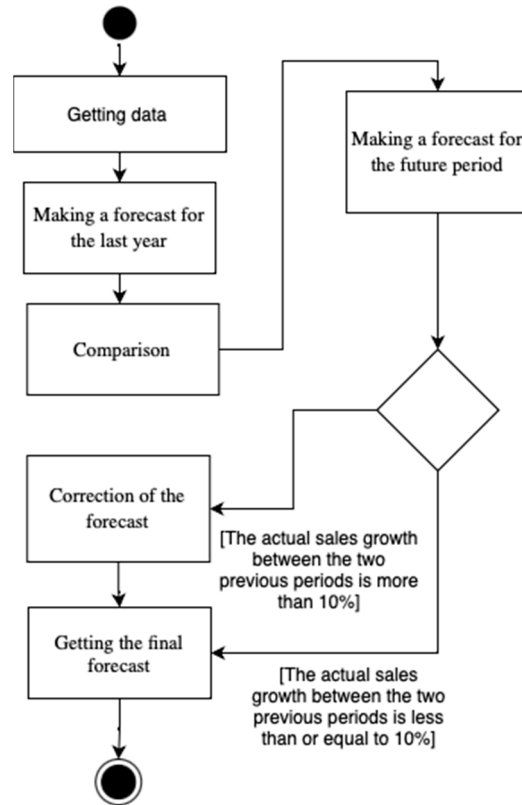 Getting data
Making a forecast for
the last year
Comparison
Making a forecast for
the future period
Correction of the
forecast
[The actual sales growth
between the two
previous periods is more
than 10%]
Getting the final
forecast
[The actual sales
growth between the two
previous periods is less
than or equal to 10%]